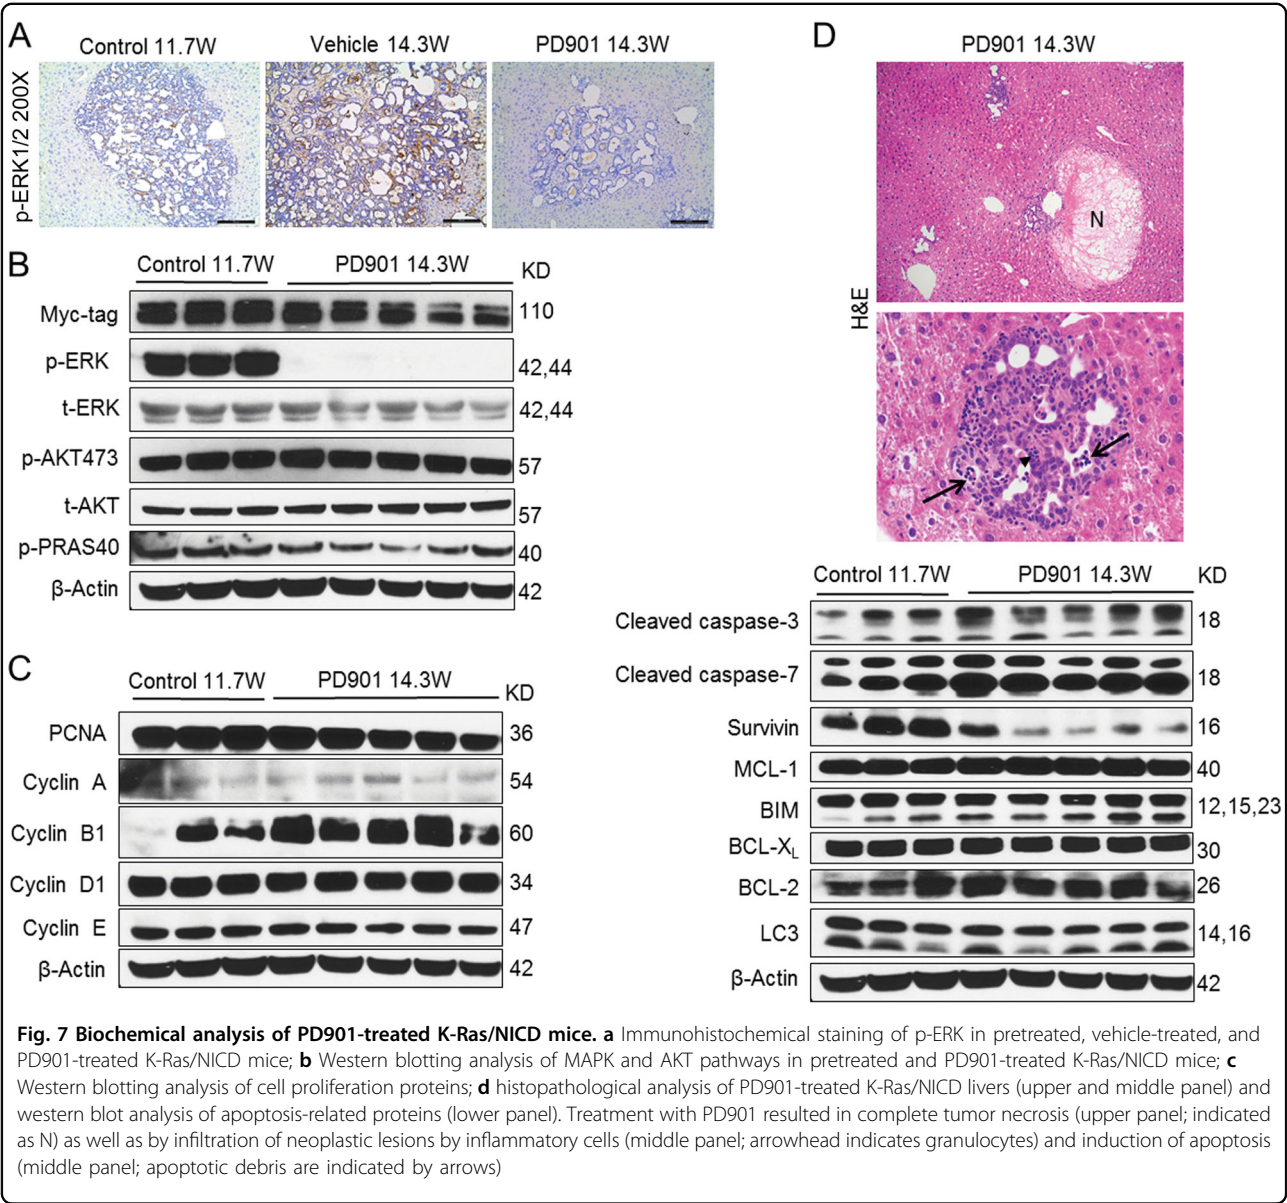 A
Control 11.7W
Vehicle 14.3W
PD901 14.3W
p-ERK1/2 200X
B
Control 11.7W PD901 14.3W KD
Myc-tag 110
p-ERK 42,44
t-ERK 42,44
p-AKT473 57
t-AKT 57
p-PRAS40 40
β-Actin 42
C
Control 11.7W PD901 14.3W KD
PCNA 36
Cyclin A 54
Cyclin B1 60
Cyclin D1 34
Cyclin E 47
β-Actin 42
D
PD901 14.3W
H&E
N
Control 11.7W PD901 14.3W KD
Cleaved caspase-3 18
Cleaved caspase-7 18
Survivin 16
MCL-1 40
BIM 12,15,23
BCL-XL 30
BCL-2 26
LC3 14,16
β-Actin 42
Fig. 7 Biochemical analysis of PD901-treated K-Ras/NICD mice. a Immunohistochemical staining of p-ERK in pretreated, vehicle-treated, and
PD901-treated K-Ras/NICD mice; b Western blotting analysis of MAPK and AKT pathways in pretreated and PD901-treated K-Ras/NICD mice; c
Western blotting analysis of cell proliferation proteins; d histopathological analysis of PD901-treated K-Ras/NICD livers (upper and middle panel) and
western blot analysis of apoptosis-related proteins (lower panel). Treatment with PD901 resulted in complete tumor necrosis (upper panel; indicated
as N) as well as by infiltration of neoplastic lesions by inflammatory cells (middle panel; arrowhead indicates granulocytes) and induction of apoptosis
(middle panel; apoptotic debris are indicated by arrows)